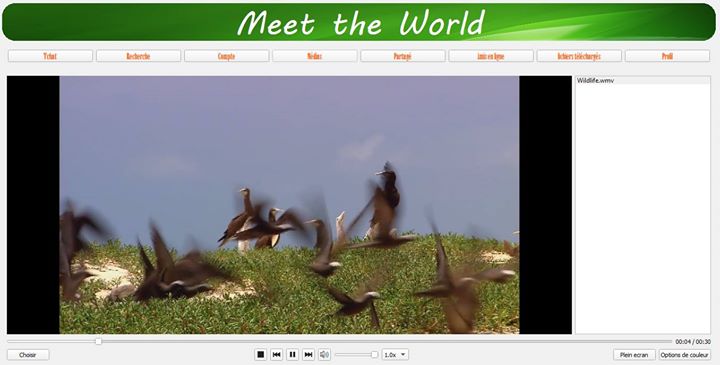 Meet the World
Tchat Recherche Compte Médias Partagé Amis en ligne fichiers téléchargés Profil
Wildlife.wmv
00:04 / 00:30
Choisir 1.0x Plein ecran Options de couleur